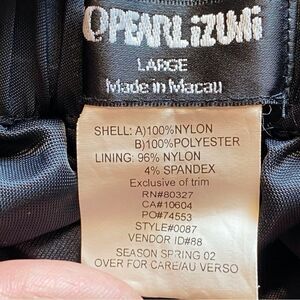 PEARL iZUMi
LARGE
Made in Macau
SHELL: A)100%NYLON
B)100%POLYESTER
LINING: 96% NYLON
4% SPANDEX
Exclusive of trim
RN#80327
CA#10604
PO#74553
STYLE#0087
VENDOR ID#88
SEASON SPRING 02
OVER FOR CARE/AU VERSO